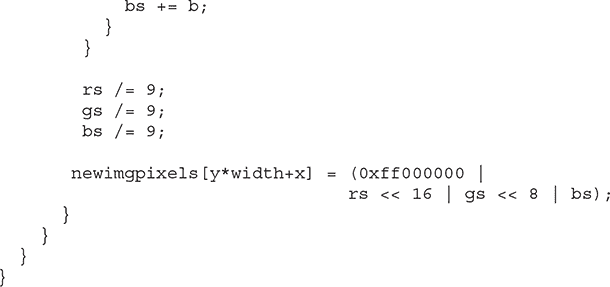 bs += b;
}
}
rs /= 9;
gs /= 9;
bs /= 9;
newimgpixels[y*width+x] = (0xff000000 |
rs << 16 | gs << 8 | bs);
}
}
}
}